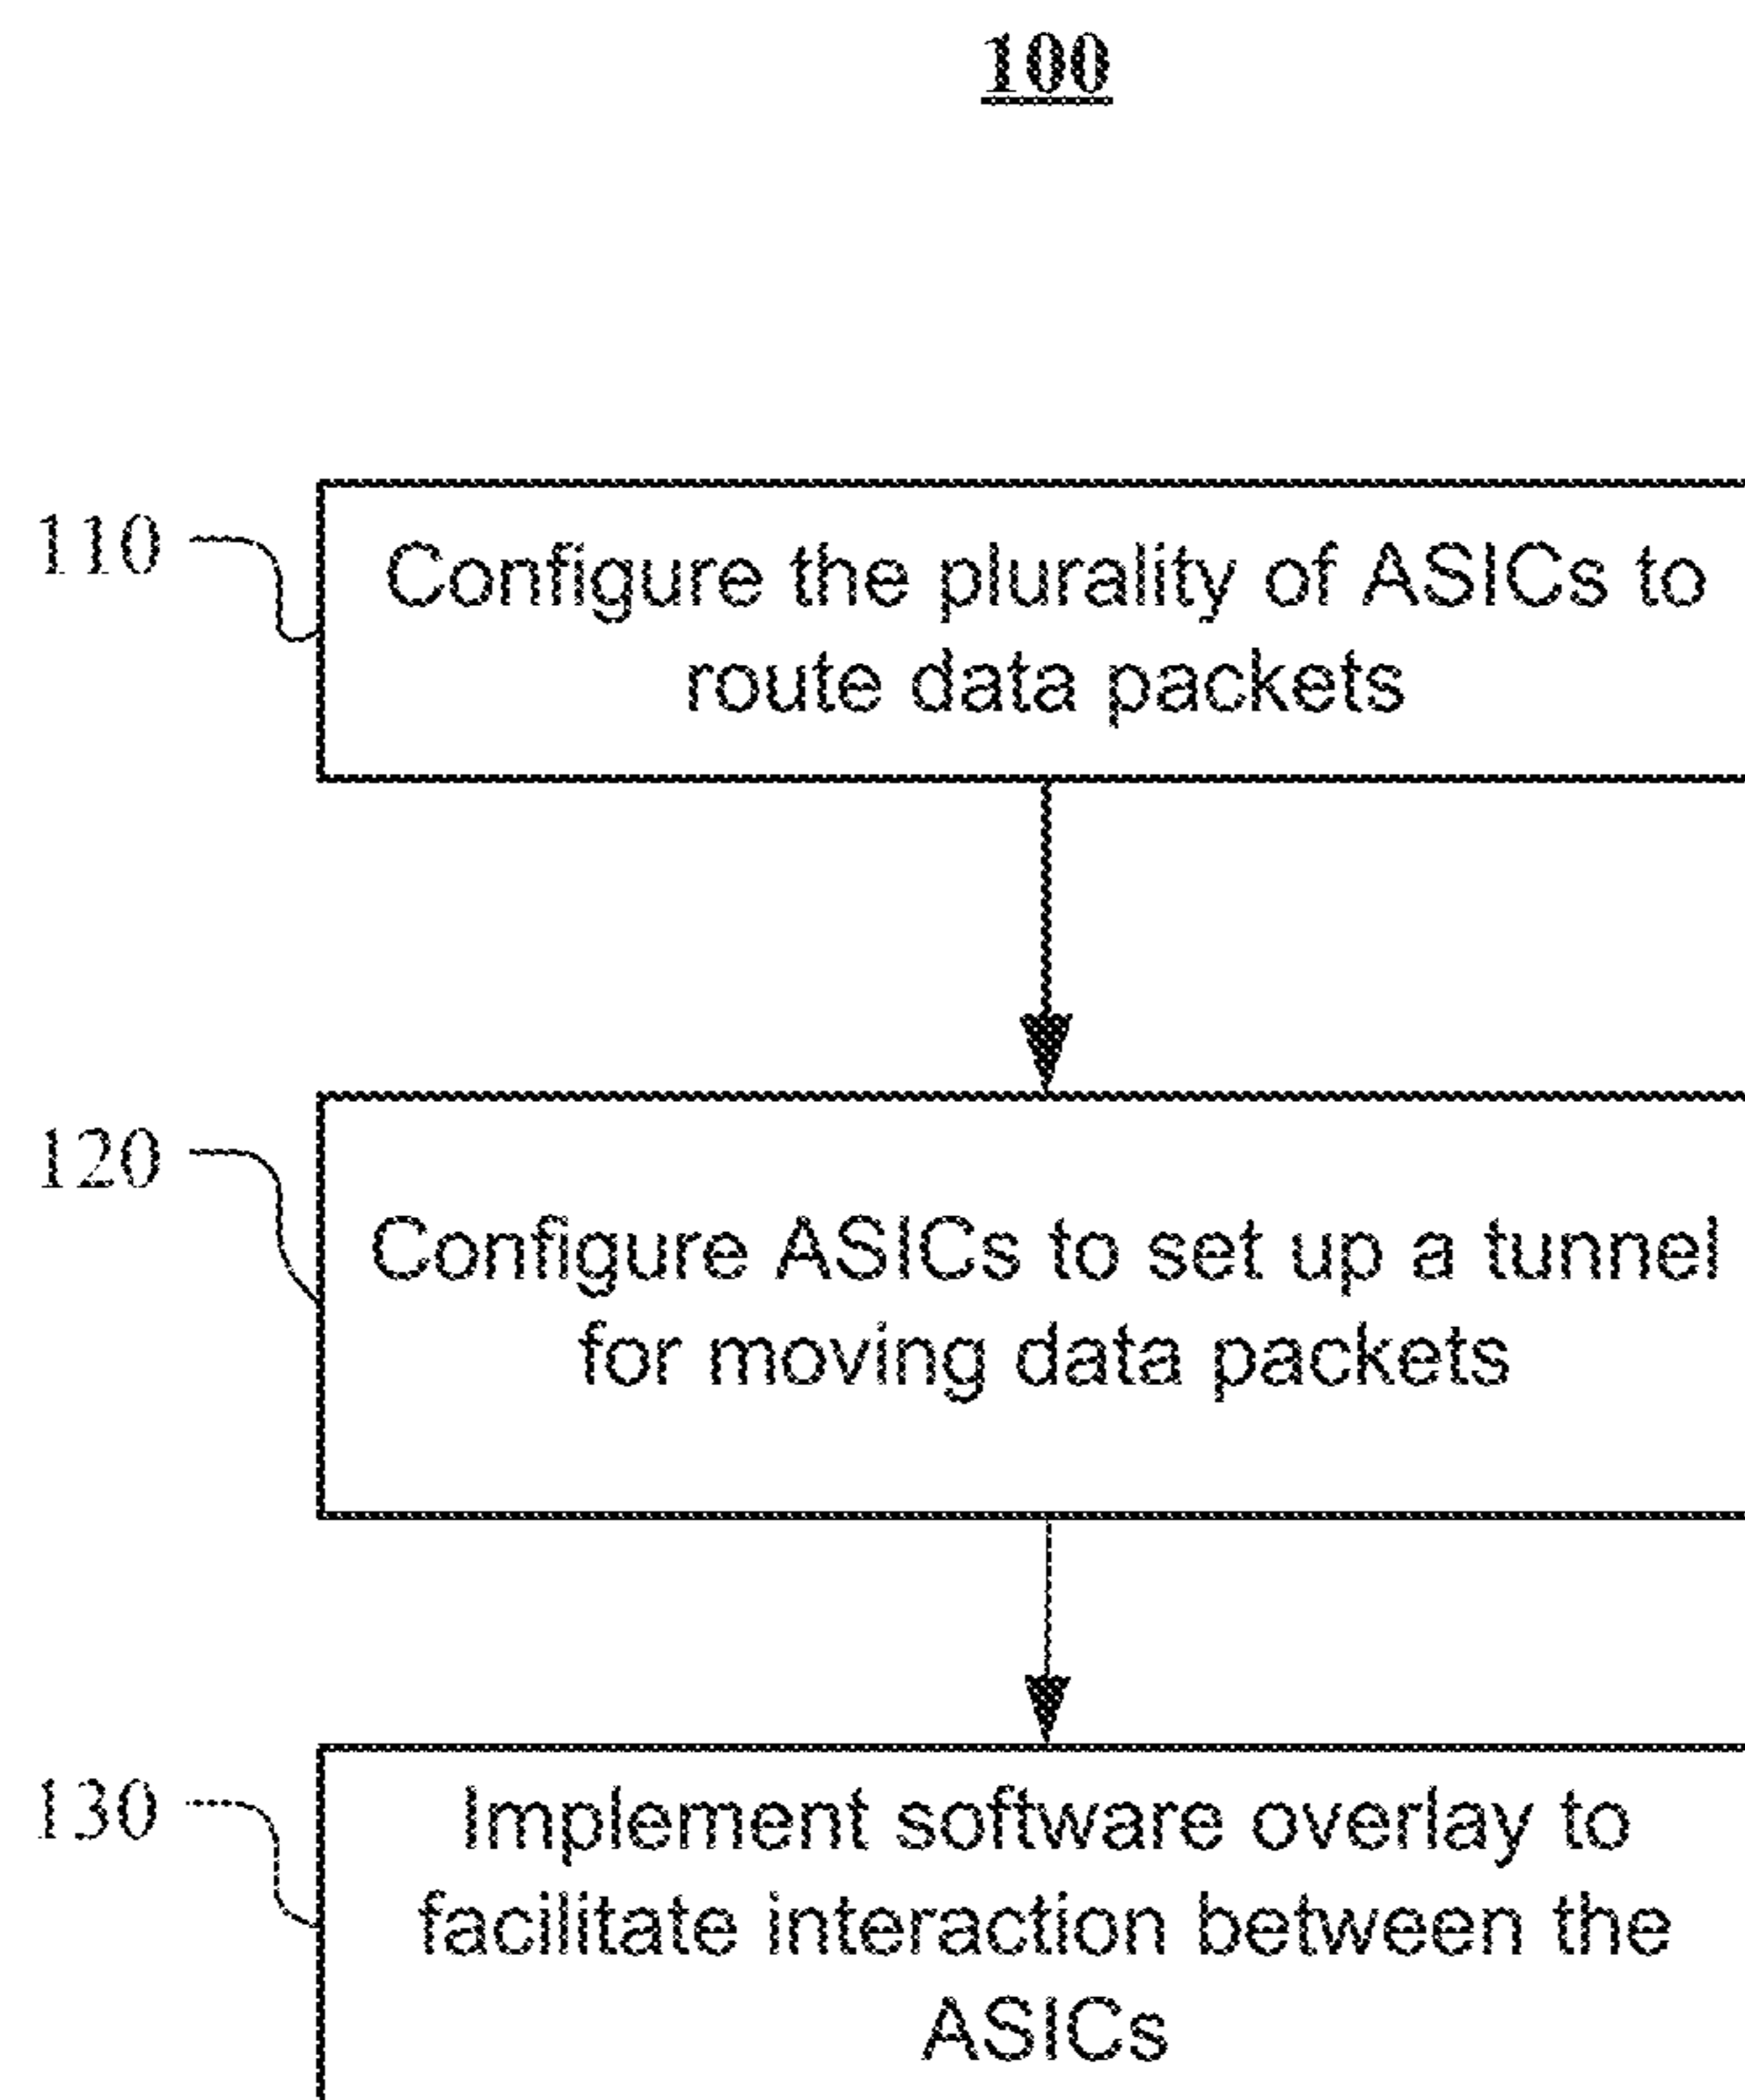 100
110
Configure the plurality of ASICs to
route data packets
120
Configure ASICs to set up a tunnel
for moving data packets
130
Implement software overlay to
facilitate interaction between the
ASICs